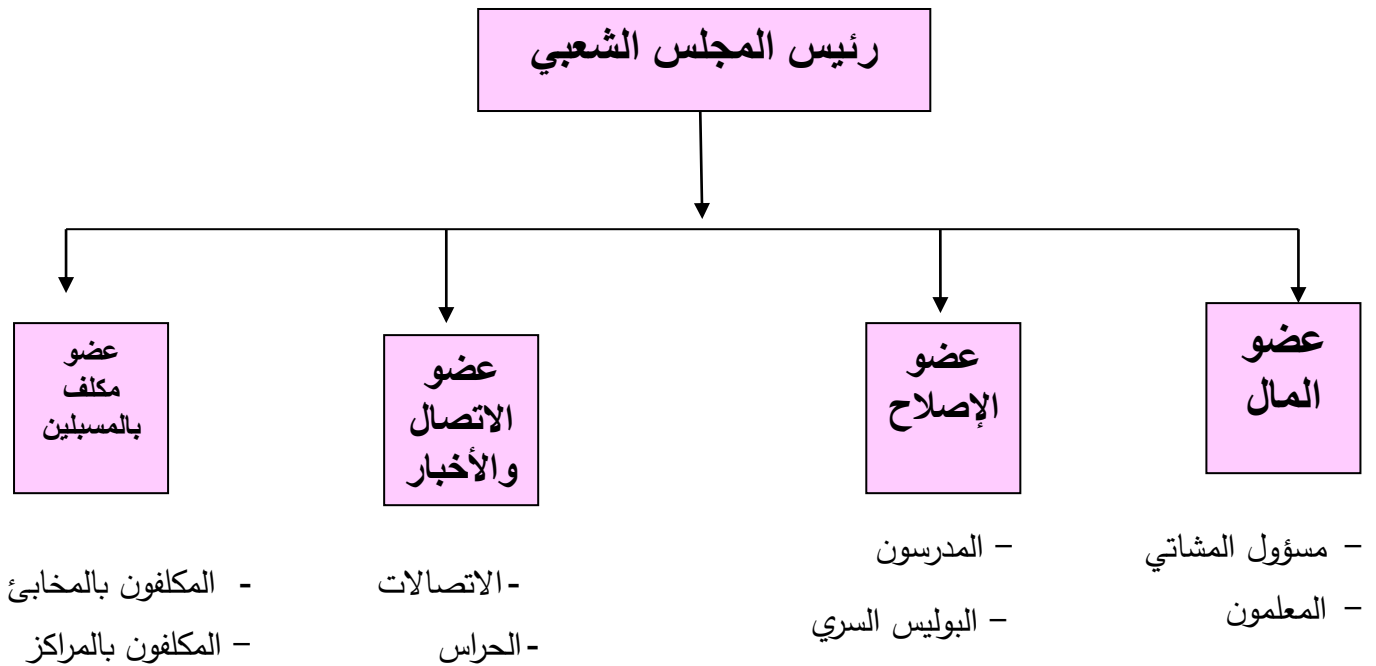 رئيس المجلس الشعبي
عضو
المال
عضو
الإصلاح
عضو
الاتصال
والأخبار
عضو
مكلف
بالمسبلين
– مسؤول المشاتي
– المعلمون
– المدرسون
– البوليس السري
-الاتصالات
-الحراس
- المكلفون بالمخابئ
– المكلفون بالمراكز